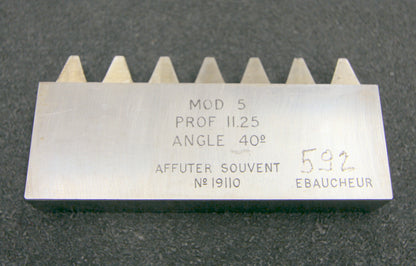 MOD 5
PROF 11.25
ANGLE 40º
AFFUTER SOUVENT 592
Nº 19110 EBAUCHEUR